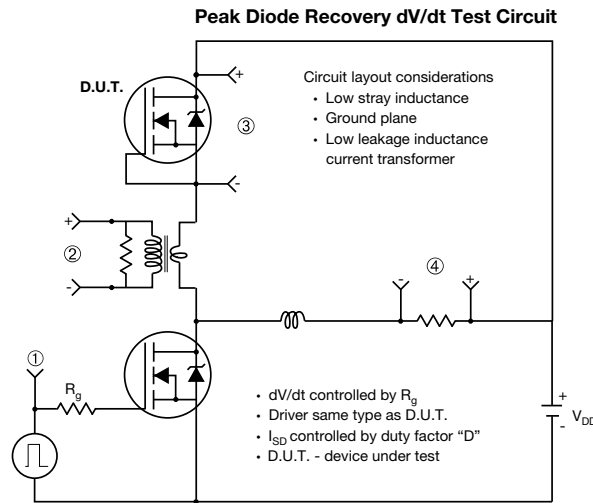 Peak Diode Recovery dV/dt Test Circuit
D.U.T.
+
Circuit layout considerations
• Low stray inductance
• Ground plane
• Low leakage inductance
current transformer
③
-
+
②
-
④
-
+
①
R_g
• dV/dt controlled by R_g
• Driver same type as D.U.T.
• I_SD controlled by duty factor “D”
• D.U.T. - device under test
+
V_DD
-